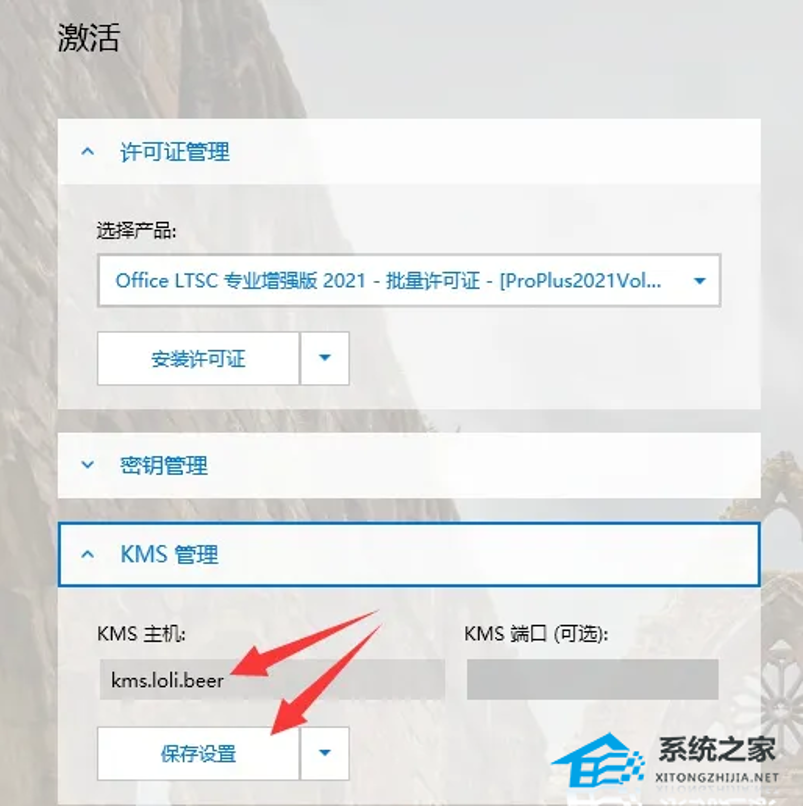 激活
许可证管理
选择产品:
Office LTSC 专业增强版 2021 - 批量许可证 - [ProPlus2021Vol...
安装许可证
密钥管理
KMS 管理
KMS 主机:
KMS 端口 (可选):
kms.loli.beer
保存设置
系统之家
XITONGZHIJIA.NET